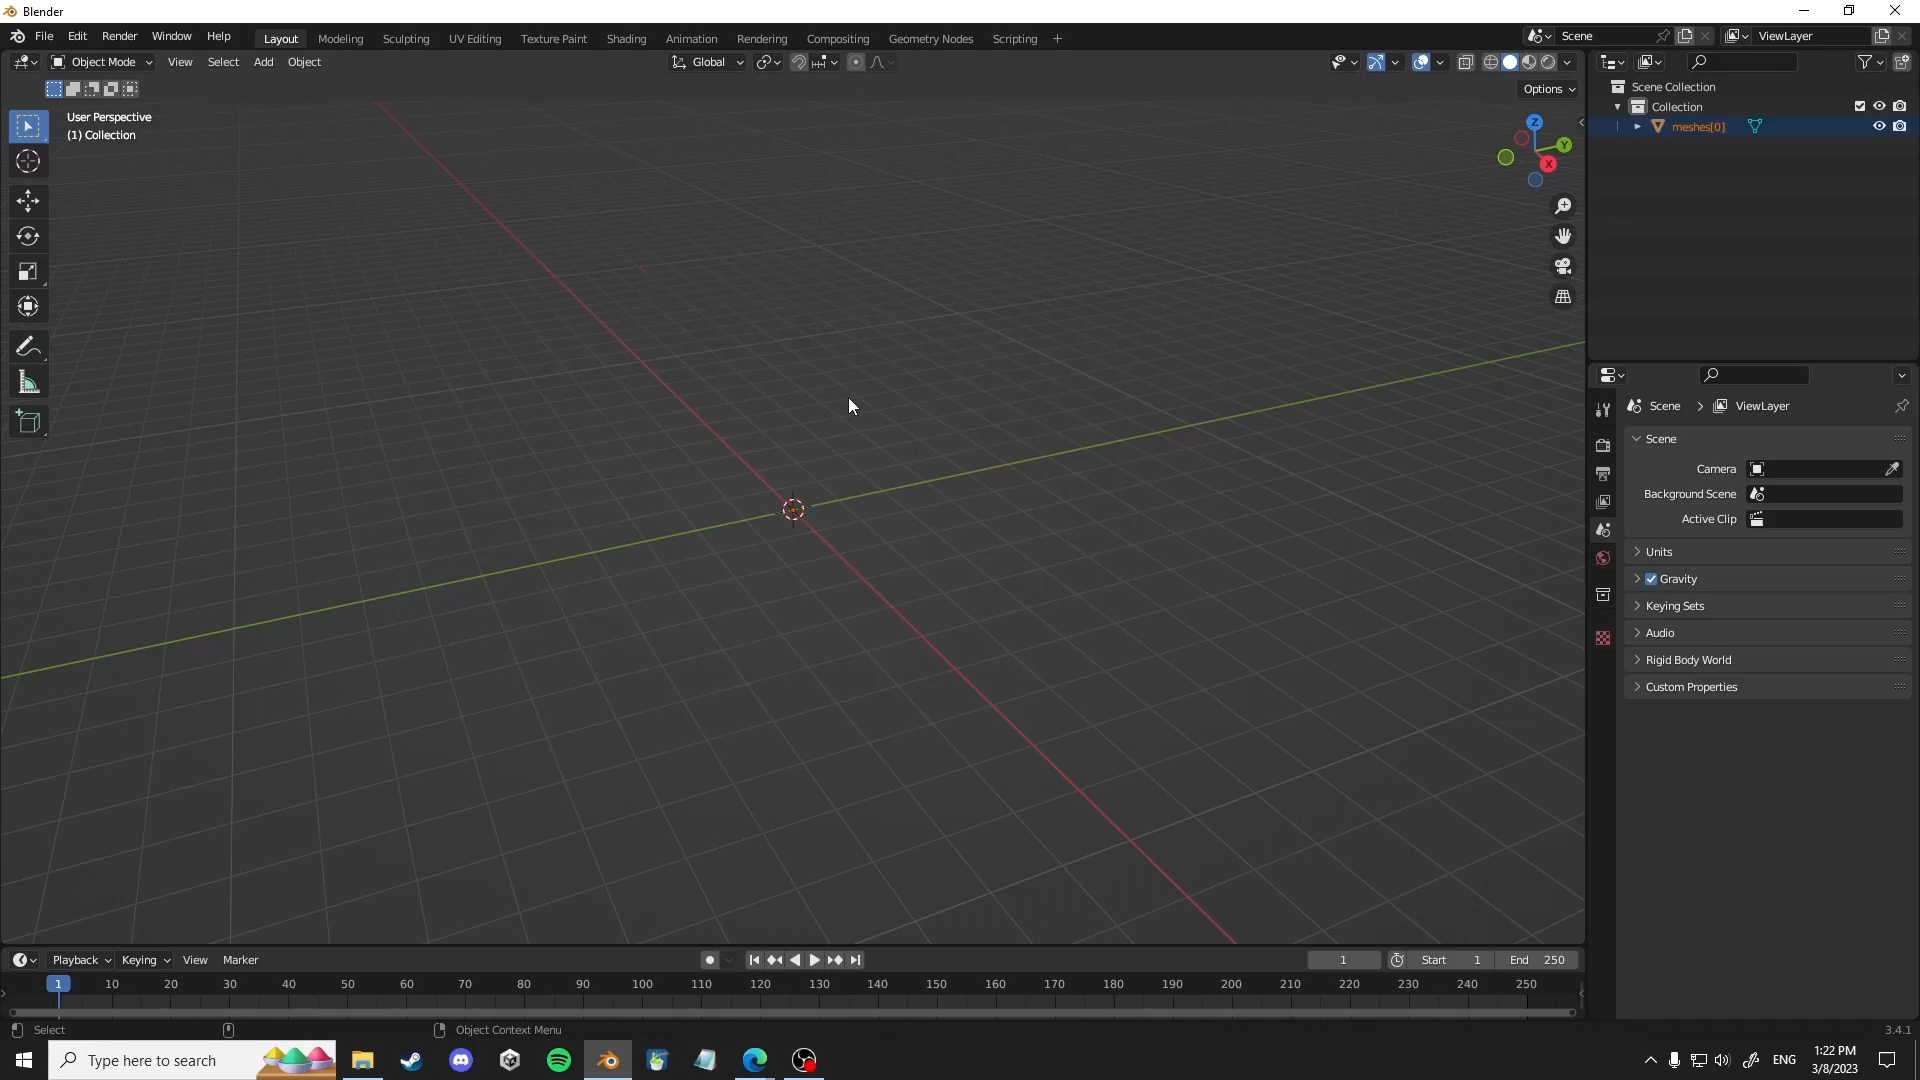 Blender
File Edit Render Window Help Layout Modeling Sculpting UV Editing Texture Paint Shading Animation Rendering Compositing Geometry Nodes Scripting + Scene ViewLayer
Object Mode View Select Add Object Global
Options
User Perspective
(1) Collection
Z
Y
X
Scene Collection
Collection
meshes[0]
Scene > ViewLayer
Scene
Camera
Background Scene
Active Clip
Units
Gravity
Keying Sets
Audio
Rigid Body World
Custom Properties
Playback Keying View Marker 1 Start 1 End 250
1 10 20 30 40 50 60 70 80 90 100 110 120 130 140 150 160 170 180 190 200 210 220 230 240 250
Select Object Context Menu 3.4.1
Type here to search ENG 1:22 PM
3/8/2023